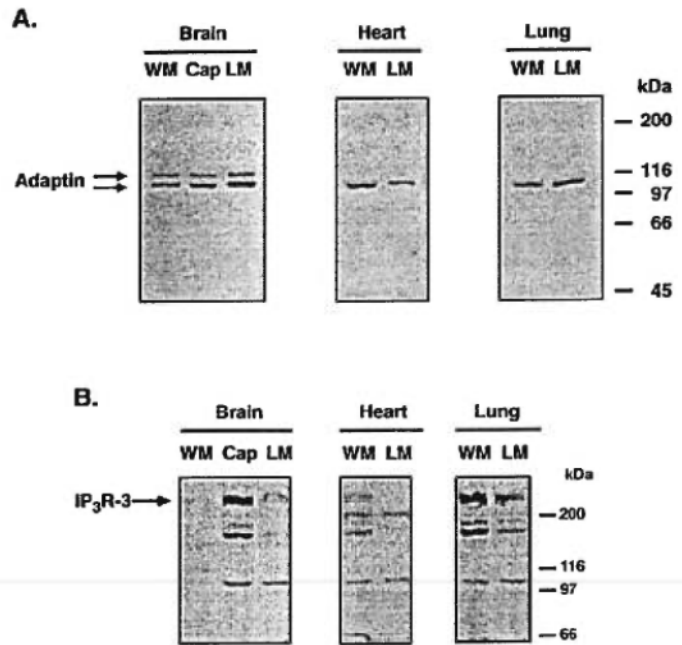 A.
Brain Heart Lung
WM Cap LM WM LM WM LM
kDa
200
Adaptin 116
97
66
45
B.
Brain Heart Lung
WM Cap LM WM LM WM LM
kDa
IP₃R-3 200
116
97
66